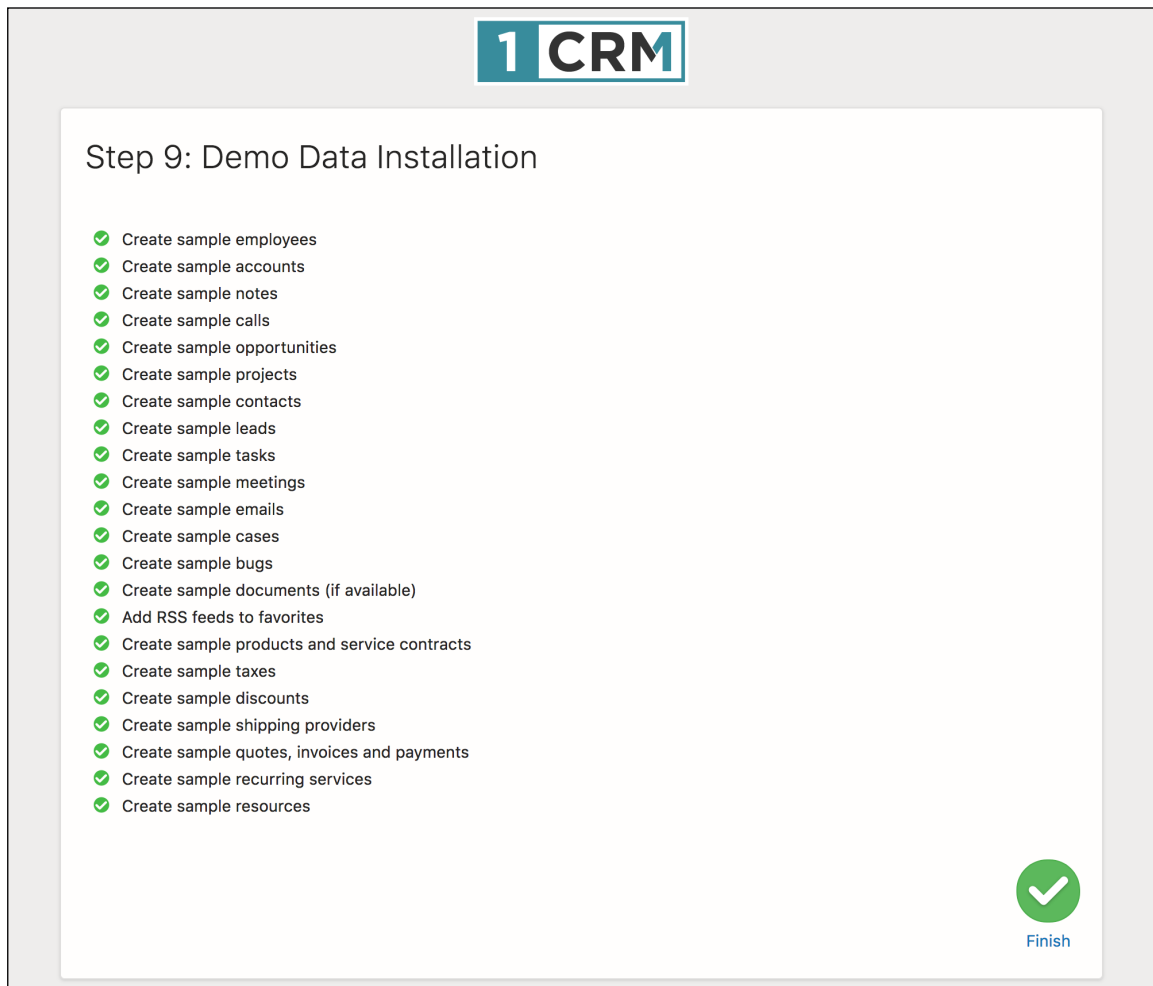 1 CRM
Step 9: Demo Data Installation
Create sample employees
Create sample accounts
Create sample notes
Create sample calls
Create sample opportunities
Create sample projects
Create sample contacts
Create sample leads
Create sample tasks
Create sample meetings
Create sample emails
Create sample cases
Create sample bugs
Create sample documents (if available)
Add RSS feeds to favorites
Create sample products and service contracts
Create sample taxes
Create sample discounts
Create sample shipping providers
Create sample quotes, invoices and payments
Create sample recurring services
Create sample resources
Finish